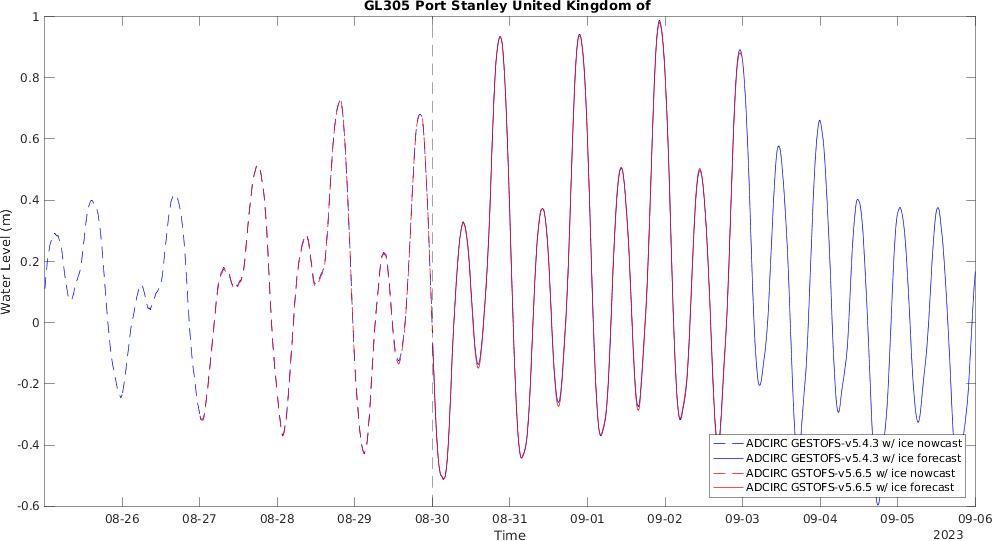 GL305 Port Stanley United Kingdom of
1
0.8
0.6
0.4
0.2
0
-0.2
-0.4
-0.6
Water Level (m)
08-26 08-27 08-28 08-29 08-30 08-31 09-01 09-02 09-03 09-04 09-05 09-06
Time
2023
ADCIRC GESTOFS-v5.4.3 w/ ice nowcast
ADCIRC GESTOFS-v5.4.3 w/ ice forecast
ADCIRC GSTOFS-v5.6.5 w/ ice nowcast
ADCIRC GSTOFS-v5.6.5 w/ ice forecast